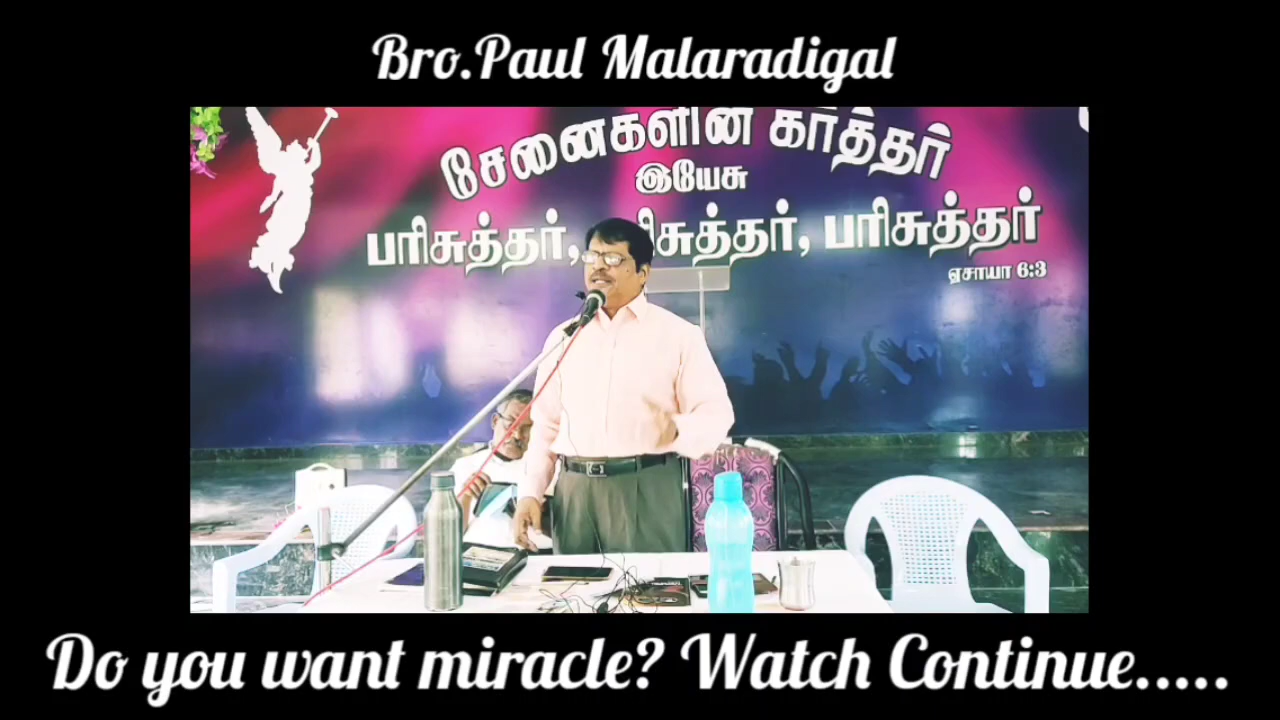 Bro.Paul Malaradigal
சேனைகளின் கர்த்தர்
இயேசு
பரிசுத்தர், சுத்தர், பரிசுத்தர்
ஏசாயா 6:3
Do you want miracle? Watch Continue.....